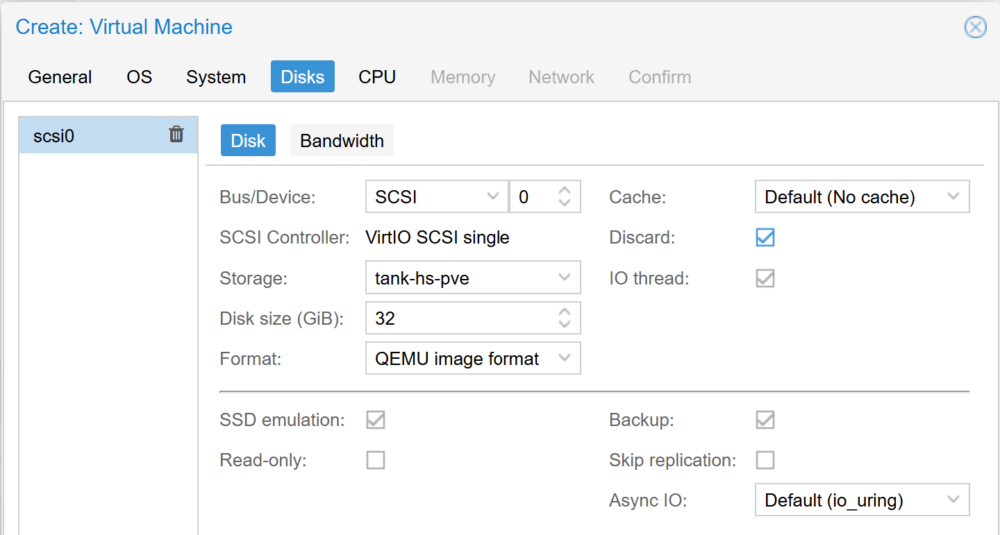 Create: Virtual Machine
General OS System Disks CPU Memory Network Confirm
scsi0
Disk Bandwidth
Bus/Device: SCSI 0 Cache: Default (No cache)
SCSI Controller: VirtIO SCSI single Discard:
Storage: tank-hs-pve IO thread:
Disk size (GiB): 32
Format: QEMU image format
SSD emulation: Backup:
Read-only: Skip replication:
Async IO: Default (io_uring)